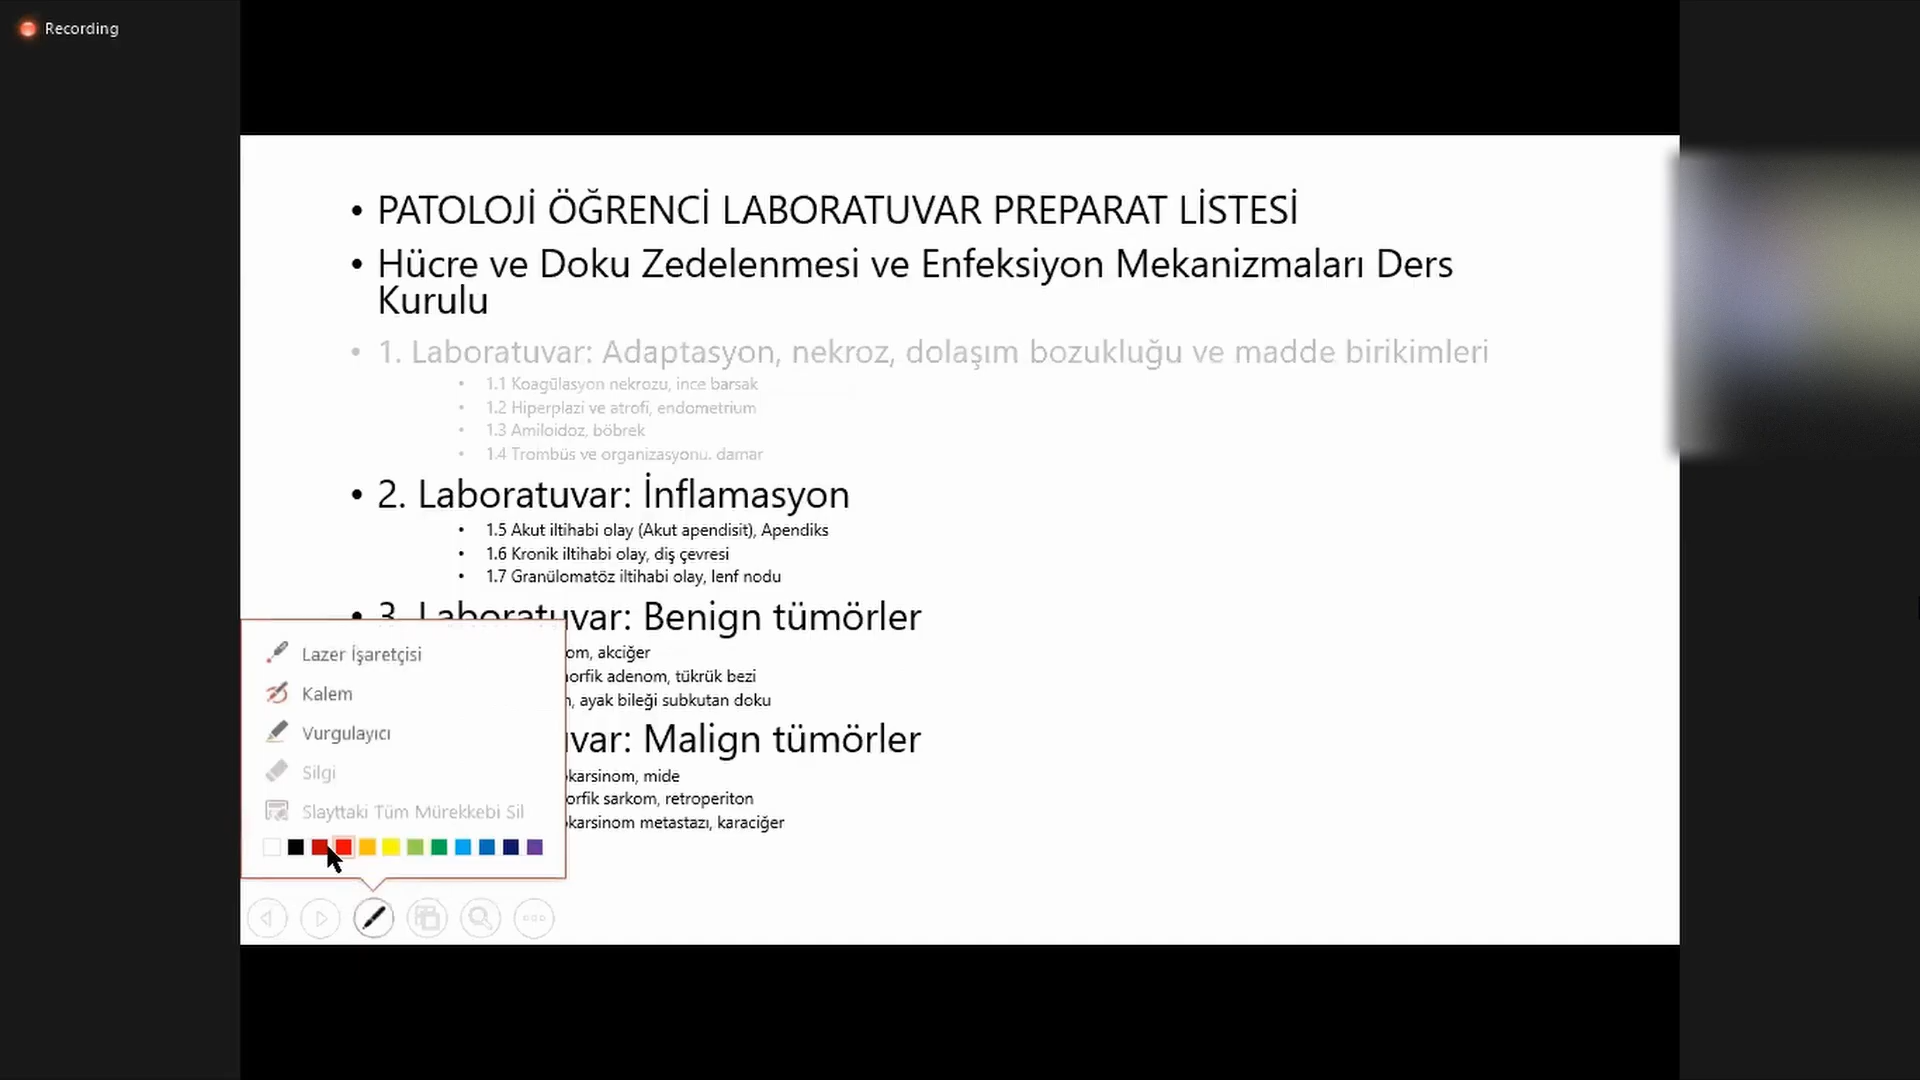 Recording
PATOLOJİ ÖĞRENCİ LABORATUVAR PREPARAT LİSTESİ
Hücre ve Doku Zedelenmesi ve Enfeksiyon Mekanizmaları Ders
Kurulu
1. Laboratuvar: Adaptasyon, nekroz, dolaşım bozukluğu ve madde birikimleri
1.1 Koagülasyon nekrozu, ince barsak
1.2 Hiperplazi ve atrofi, endometrium
1.3 Amiloidoz, böbrek
1.4 Trombüs ve organizasyonu. damar
2. Laboratuvar: İnflamasyon
1.5 Akut iltihabi olay (Akut apendisit), Apendiks
1.6 Kronik iltihabi olay, diş çevresi
1.7 Granülomatöz iltihabi olay, lenf nodu
3. Laboratuvar: Benign tümörler
om, akciğer
orfik adenom, tükrük bezi
, ayak bileği subkutan doku
var: Malign tümörler
karsinom, mide
orfik sarkom, retroperiton
karsinom metastazı, karaciğer
Lazer İşaretçisi
Kalem
Vurgulayıcı
Silgi
Slayttaki Tüm Mürekkebi Sil